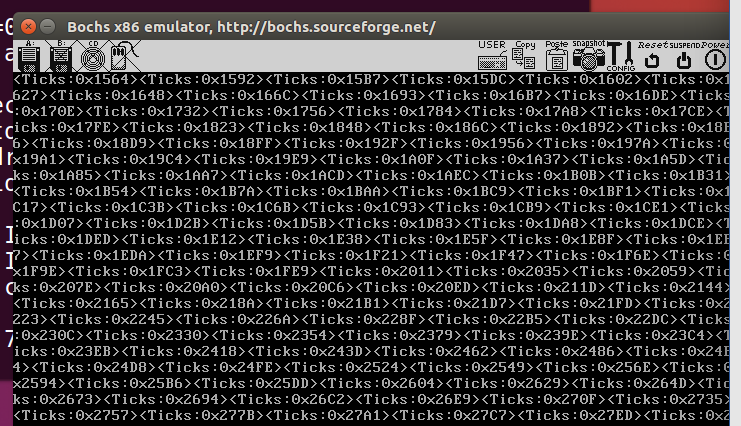 Bochs x86 emulator, http://bochs.sourceforge.net/
A: B: CD USER Copy Paste snapshot CONFIG Reset SUSPEND Power
<Ticks:0x1564><Ticks:0x1592><Ticks:0x15B7><Ticks:0x15DC><Ticks:0x1602><Ticks:0x1
627><Ticks:0x1648><Ticks:0x166C><Ticks:0x1693><Ticks:0x16B7><Ticks:0x16DE><Ticks
:0x170E><Ticks:0x1732><Ticks:0x1756><Ticks:0x1784><Ticks:0x17A8><Ticks:0x17CE><T
icks:0x17FE><Ticks:0x1823><Ticks:0x1848><Ticks:0x186C><Ticks:0x1892><Ticks:0x18B
6><Ticks:0x18D9><Ticks:0x18FF><Ticks:0x192F><Ticks:0x1956><Ticks:0x197A><Ticks:0
x19A1><Ticks:0x19C4><Ticks:0x19E9><Ticks:0x1A0F><Ticks:0x1A37><Ticks:0x1A5D><Tic
ks:0x1A85><Ticks:0x1AA7><Ticks:0x1ACD><Ticks:0x1AEC><Ticks:0x1B0B><Ticks:0x1B31>
<Ticks:0x1B54><Ticks:0x1B7A><Ticks:0x1BAA><Ticks:0x1BC9><Ticks:0x1BF1><Ticks:0x1
C17><Ticks:0x1C3B><Ticks:0x1C6B><Ticks:0x1C93><Ticks:0x1CB9><Ticks:0x1CE1><Ticks
:0x1D07><Ticks:0x1D2B><Ticks:0x1D5B><Ticks:0x1D83><Ticks:0x1DA8><Ticks:0x1DCE><T
icks:0x1DED><Ticks:0x1E12><Ticks:0x1E38><Ticks:0x1E5F><Ticks:0x1E8F><Ticks:0x1EB
7><Ticks:0x1EDA><Ticks:0x1EF9><Ticks:0x1F21><Ticks:0x1F47><Ticks:0x1F6E><Ticks:0
x1F9E><Ticks:0x1FC3><Ticks:0x1FE9><Ticks:0x2011><Ticks:0x2035><Ticks:0x2059><Tic
ks:0x207E><Ticks:0x20A0><Ticks:0x20C6><Ticks:0x20ED><Ticks:0x211D><Ticks:0x2144>
<Ticks:0x2165><Ticks:0x218A><Ticks:0x21B1><Ticks:0x21D7><Ticks:0x21FD><Ticks:0x2
223><Ticks:0x2245><Ticks:0x226A><Ticks:0x228F><Ticks:0x22B5><Ticks:0x22DC><Ticks
:0x230C><Ticks:0x2330><Ticks:0x2354><Ticks:0x2379><Ticks:0x239E><Ticks:0x23C4><T
icks:0x23EB><Ticks:0x2418><Ticks:0x243D><Ticks:0x2462><Ticks:0x2486><Ticks:0x24B
4><Ticks:0x24D8><Ticks:0x24FE><Ticks:0x2524><Ticks:0x2549><Ticks:0x256E><Ticks:0
x2594><Ticks:0x25B6><Ticks:0x25DD><Ticks:0x2604><Ticks:0x2629><Ticks:0x264D><Tic
ks:0x2673><Ticks:0x2694><Ticks:0x26C2><Ticks:0x26E9><Ticks:0x270F><Ticks:0x2735>
<Ticks:0x2757><Ticks:0x277B><Ticks:0x27A1><Ticks:0x27C7><Ticks:0x27ED><Ticks:0x2